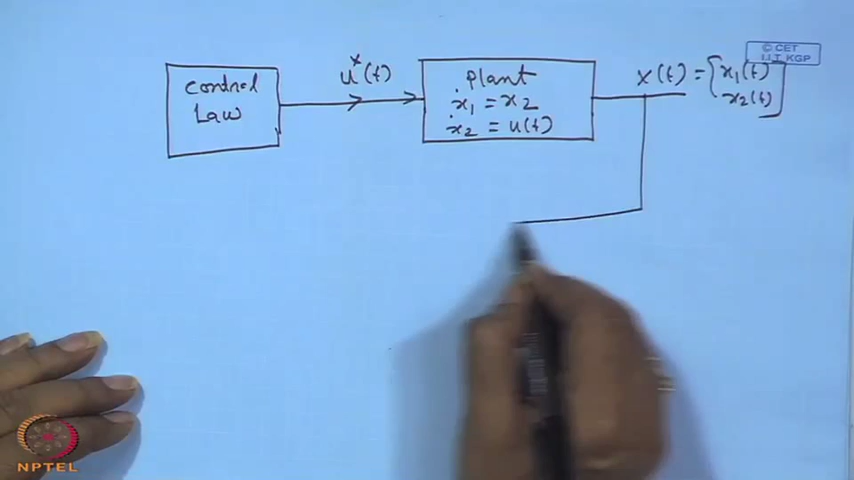 Control
Law
u*(t)
plant
ẋ₁ = x₂
ẋ₂ = u(t)
x(t) = [x₁(t)
x₂(t)]
© CET
I.I.T. KGP
NPTEL